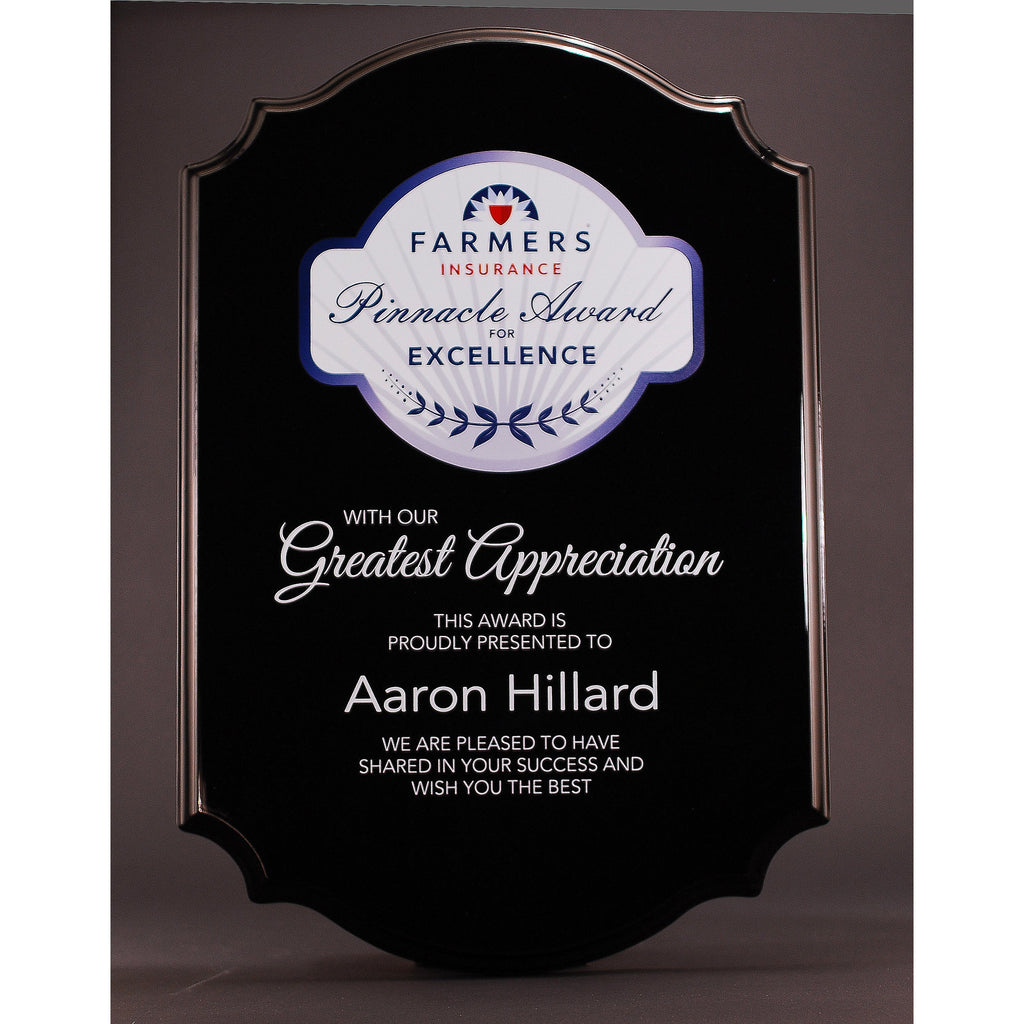 FARMERS
INSURANCE
Pinnacle Award
FOR
EXCELLENCE
WITH OUR
Greatest Appreciation
THIS AWARD IS
PROUDLY PRESENTED TO
Aaron Hillard
WE ARE PLEASED TO HAVE
SHARED IN YOUR SUCCESS AND
WISH YOU THE BEST